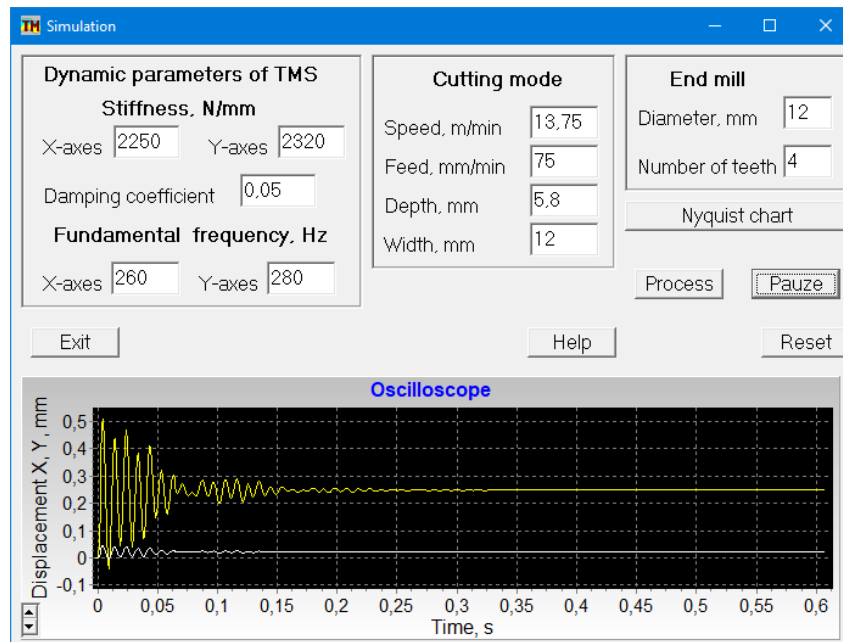 TM Simulation
Dynamic parameters of TMS
Stiffness, N/mm
X-axes 2250 Y-axes 2320
Damping coefficient 0,05
Fundamental frequency, Hz
X-axes 260 Y-axes 280
Cutting mode
Speed, m/min 13,75
Feed, mm/min 75
Depth, mm 5,8
Width, mm 12
End mill
Diameter, mm 12
Number of teeth 4
Nyquist chart
Process Pauze
Exit Help Reset
Oscilloscope
Displacement X, Y, mm
0,5
0,4
0,3
0,2
0,1
0
-0,1
0 0,05 0,1 0,15 0,2 0,25 0,3 0,35 0,4 0,45 0,5 0,55 0,6
Time, s